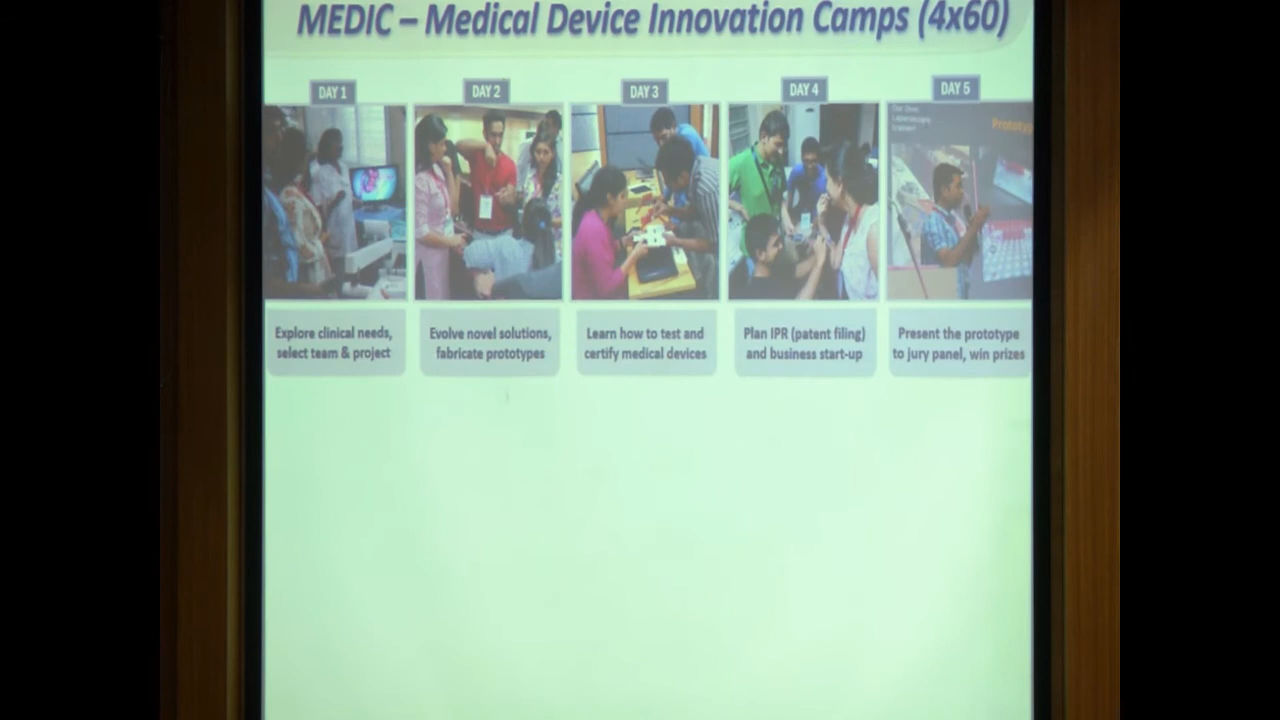 MEDIC – Medical Device Innovation Camps (4x60)
DAY 1
DAY 2
DAY 3
DAY 4
DAY 5
Prototyp
Explore clinical needs,
select team & project
Evolve novel solutions,
fabricate prototypes
Learn how to test and
certify medical devices
Plan IPR (patent filing)
and business start-up
Present the prototype
to jury panel, win prizes